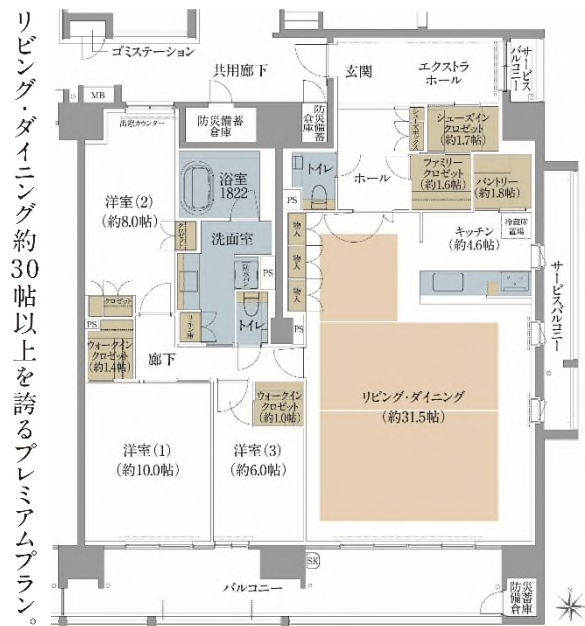 リビング・ダイニング約30帖以上を誇るプレミアムプラン。
ゴミステーション
共用廊下
玄関
エクストラ
ホール
サービス
バルコニー
MB
出窓カウンター
防災備蓄
倉庫
防災備蓄
倉庫
シューズボックス
シューズイン
クロゼット
(約1.7帖)
トイレ
浴室
1822
ファミリー
クロゼット
(約1.6帖)
パントリー
(約1.8帖)
洋室(2)
(約8.0帖)
ホール
PS
クロゼット
洗面室
物入
物入
物入
キッチン
(約4.6帖)
冷蔵庫
置場
防水パン
PS
サービスバルコニー
クロゼット
PS
リネン庫
トイレ
PS
ウォークイン
クロゼット
(約1.4帖)
廊下
ウォークイン
クロゼット
(約1.0帖)
リビング・ダイニング
(約31.5帖)
洋室(1)
(約10.0帖)
洋室(3)
(約6.0帖)
SK
バルコニー
防災
備蓄
倉庫